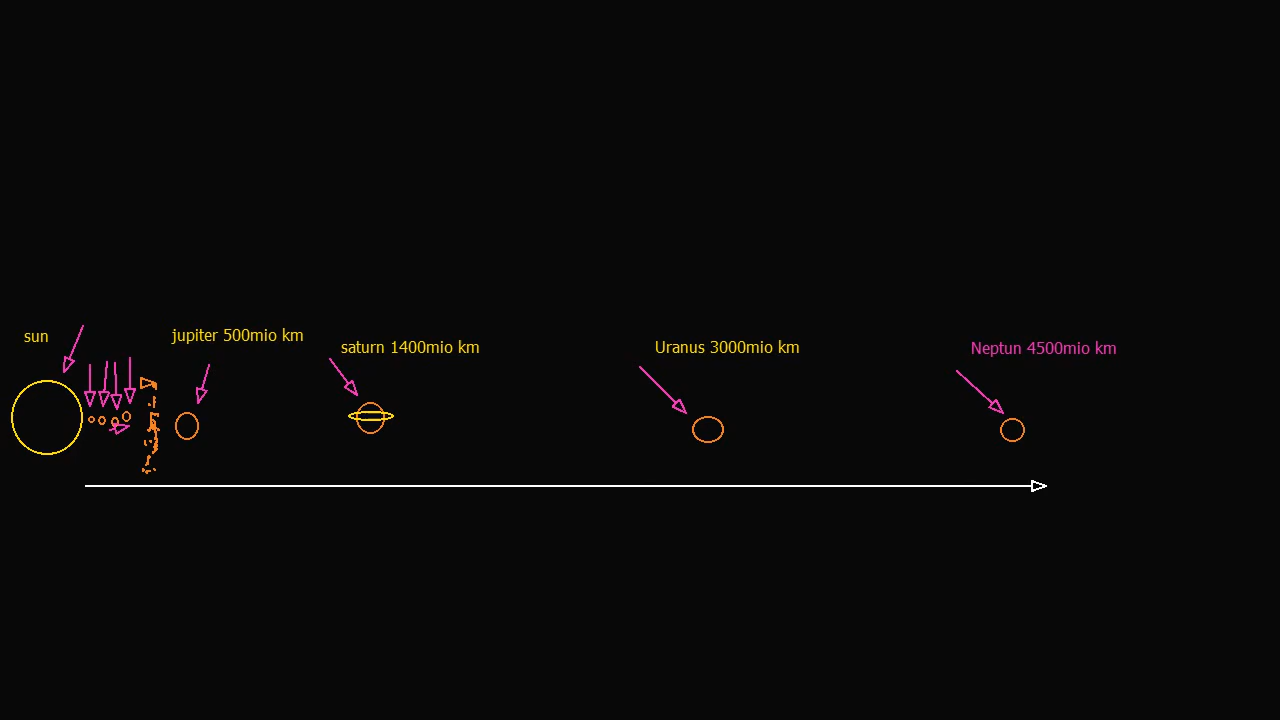 sun
jupiter 500mio km
saturn 1400mio km
Uranus 3000mio km
Neptun 4500mio km